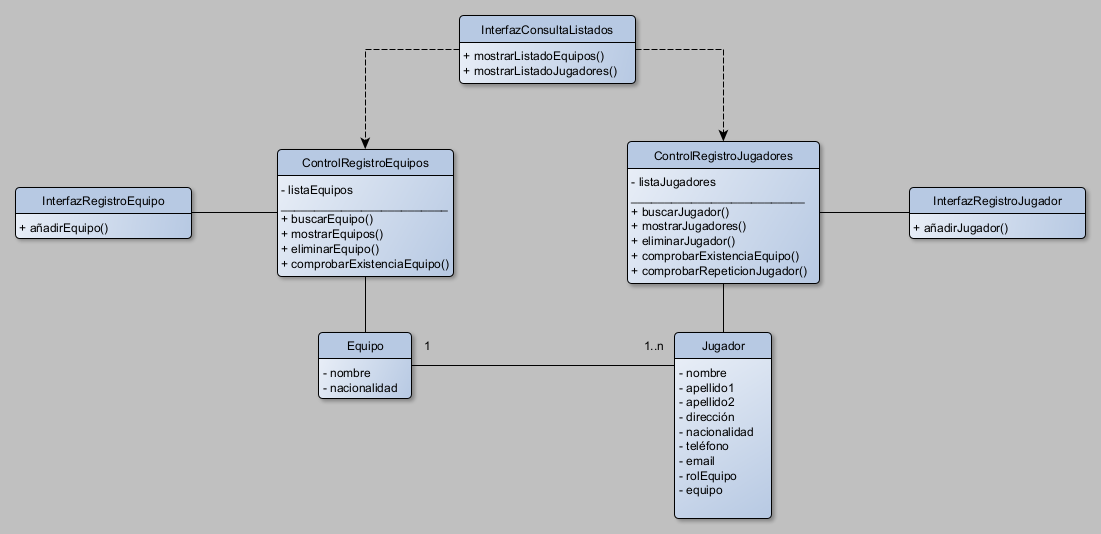 InterfazConsultaListados
+ mostrarListadoEquipos()
+ mostrarListadoJugadores()
ControlRegistroEquipos
- listaEquipos
+ buscarEquipo()
+ mostrarEquipos()
+ eliminarEquipo()
+ comprobarExistenciaEquipo()
ControlRegistroJugadores
- listaJugadores
+ buscarJugador()
+ mostrarJugadores()
+ eliminarJugador()
+ comprobarExistenciaEquipo()
+ comprobarRepeticionJugador()
InterfazRegistroEquipo
+ añadirEquipo()
InterfazRegistroJugador
+ añadirJugador()
Equipo
- nombre
- nacionalidad
1
1..n
Jugador
- nombre
- apellido1
- apellido2
- dirección
- nacionalidad
- teléfono
- email
- rolEquipo
- equipo